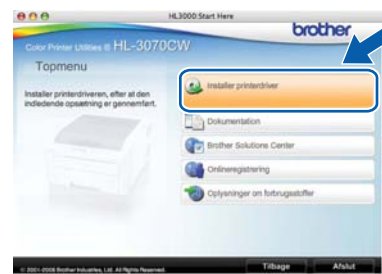 HL3000 Start Here
brother
Color Printer Utilities ® HL-3070CW
Topmenu
Installer printerdriveren, efter at den
indledende opsætning er gennemført.
Installer printerdriver
Dokumentation
Brother Solutions Center
Onlineregistrering
Oplysninger om forbrugsstoffer
© 2001-2008 Brother Industries, Ltd. All Rights Reserved.
Tilbage
Afslut